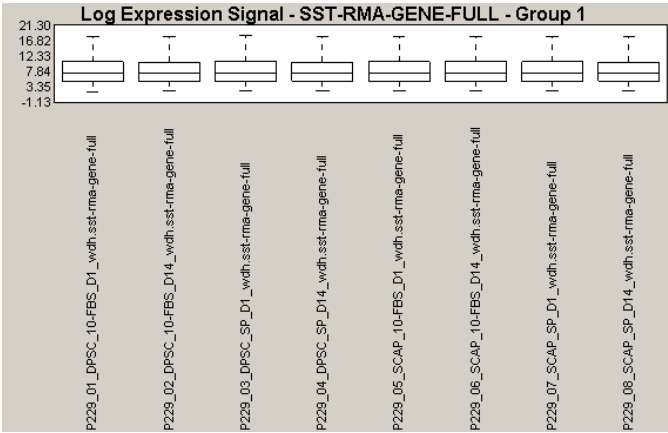 Log Expression Signal - SST-RMA-GENE-FULL - Group 1
21.30
16.82
12.33
7.84
3.35
-1.13
P229_01_DPSC_10-FBS_D1_wdh.sst-rma-gene-full
P229_02_DPSC_10-FBS_D14_wdh.sst-rma-gene-full
P229_03_DPSC_SP_D1_wdh.sst-rma-gene-full
P229_04_DPSC_SP_D14_wdh.sst-rma-gene-full
P229_05_SCAP_10-FBS_D1_wdh.sst-rma-gene-full
P229_06_SCAP_10-FBS_D14_wdh.sst-rma-gene-full
P229_07_SCAP_SP_D1_wdh.sst-rma-gene-full
P229_08_SCAP_SP_D14_wdh.sst-rma-gene-full